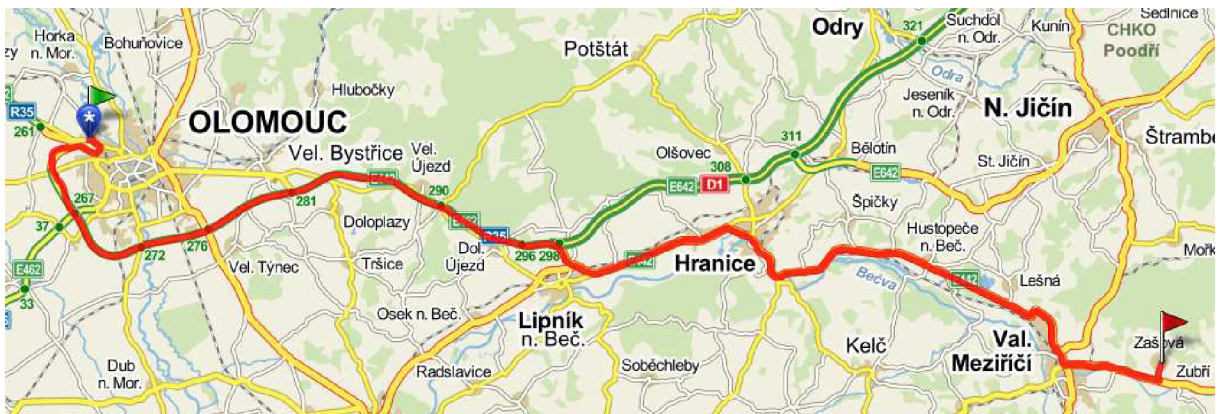 Horka
n. Mor.
Bohuňovice
Potštát
Odry
321
Suchdol
n. Odr.
Kunín
Sedlnice
CHKO
Poodří
R35
261
OLOMOUC
Hlubočky
Odra
Jeseník
n. Odr.
N. Jičín
Vel. Bystřice
Vel.
Újezd
Olšovec
308
311
Bělotín
E642
St. Jičín
E642
D1
267
281
290
Doloplazy
Špičky
Hustopeče
n. Beč.
37
276
272
Vel. Týnec
Tršice
Dol.
Újezd
296
298
Hranice
Bečva
Lešná
E462
33
Osek n. Beč.
Lipník
n. Beč.
Kelč
Val.
Meziříčí
Zašová
Zubří
Dub
n. Mor.
Radslavice
Soběchleby